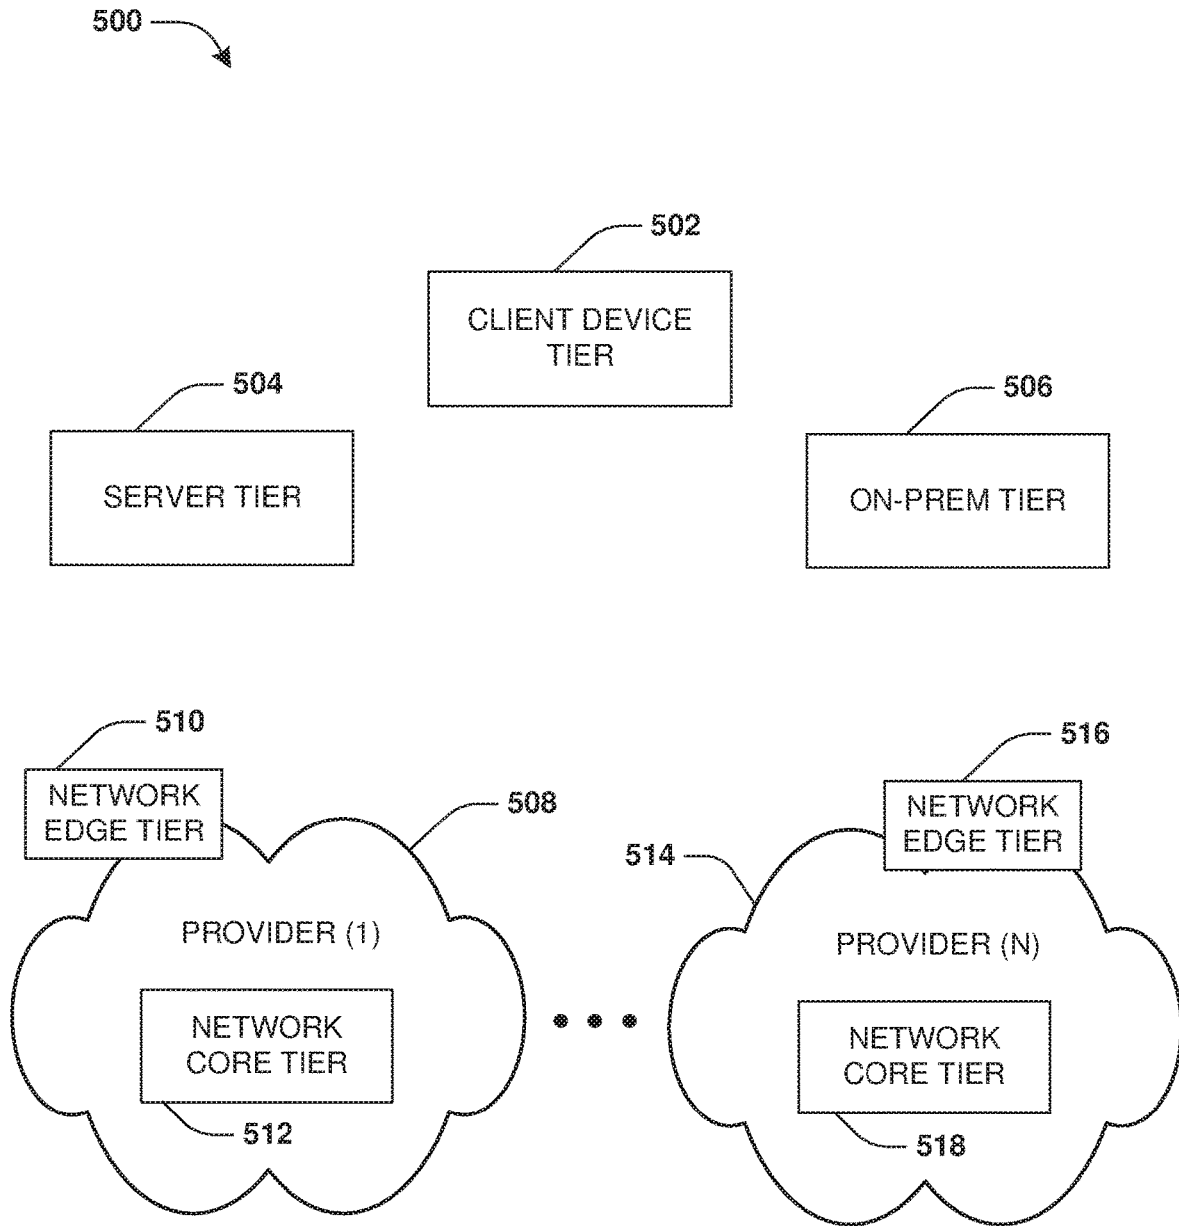 500
502
CLIENT DEVICE
TIER
504
SERVER TIER
506
ON-PREM TIER
510
NETWORK
EDGE TIER
508
PROVIDER (1)
NETWORK
CORE TIER
512
516
NETWORK
EDGE TIER
514
PROVIDER (N)
NETWORK
CORE TIER
518